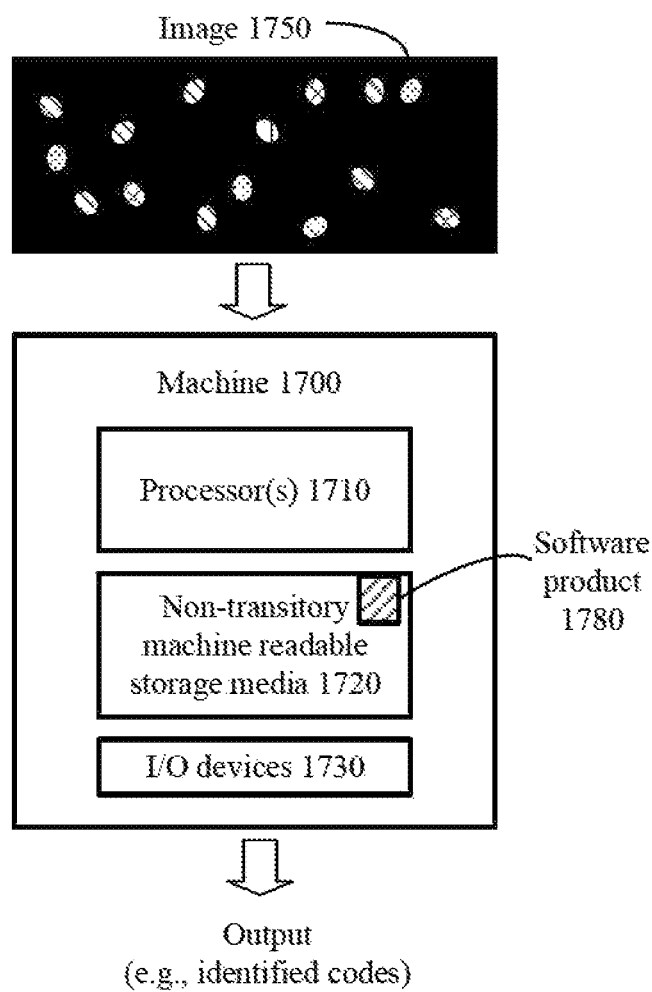 Image 1750
Machine 1700
Processor(s) 1710
Non-transitory
machine readable
storage media 1720
Software
product
1780
I/O devices 1730
Output
(e.g., identified codes)